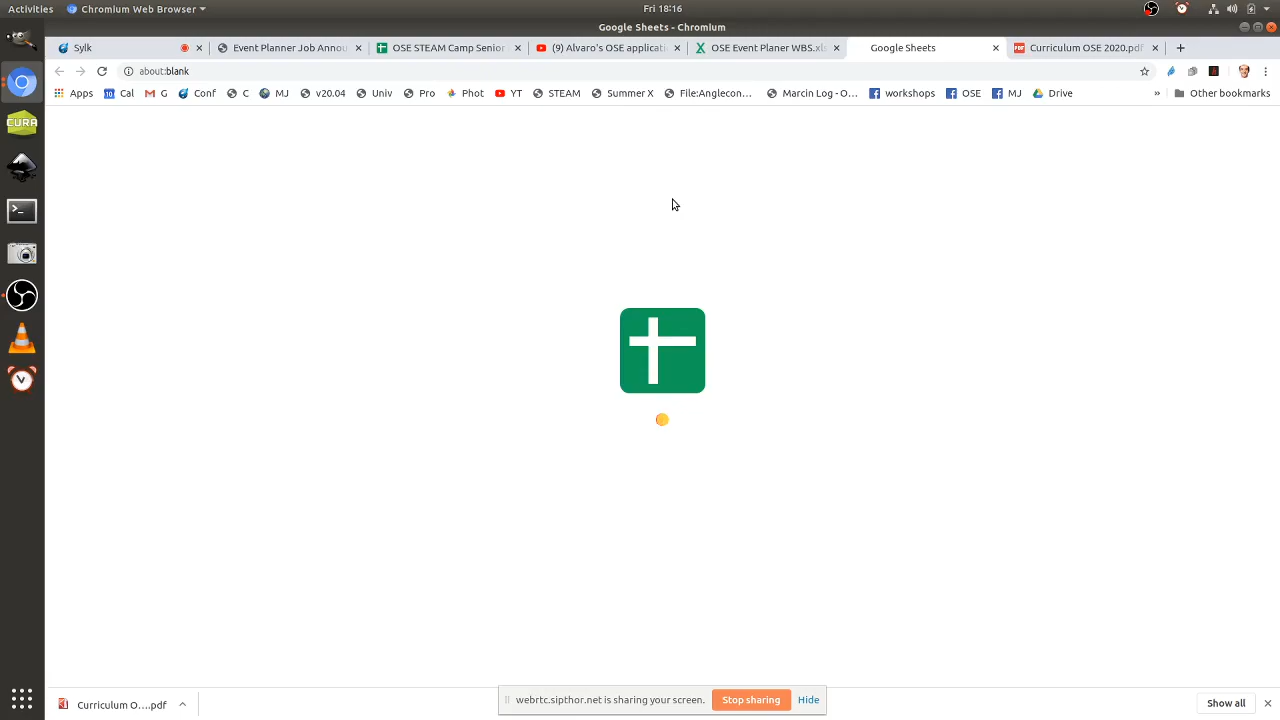 Activities Chromium Web Browser Fri 18:16
Google Sheets - Chromium
Sylk Event Planner Job Annou OSE STEAM Camp Senior (9) Alvaro's OSE applicati OSE Event Planer WBS.xls Google Sheets Curriculum OSE 2020.pdf
about:blank
Apps Cal G Conf C MJ v20.04 Univ Pro Phot YT STEAM Summer X File:Anglecon... Marcin Log - O... workshops OSE MJ Drive » Other bookmarks
CURA
webrtc.sipthor.net is sharing your screen. Stop sharing Hide
Curriculum O....pdf Show all